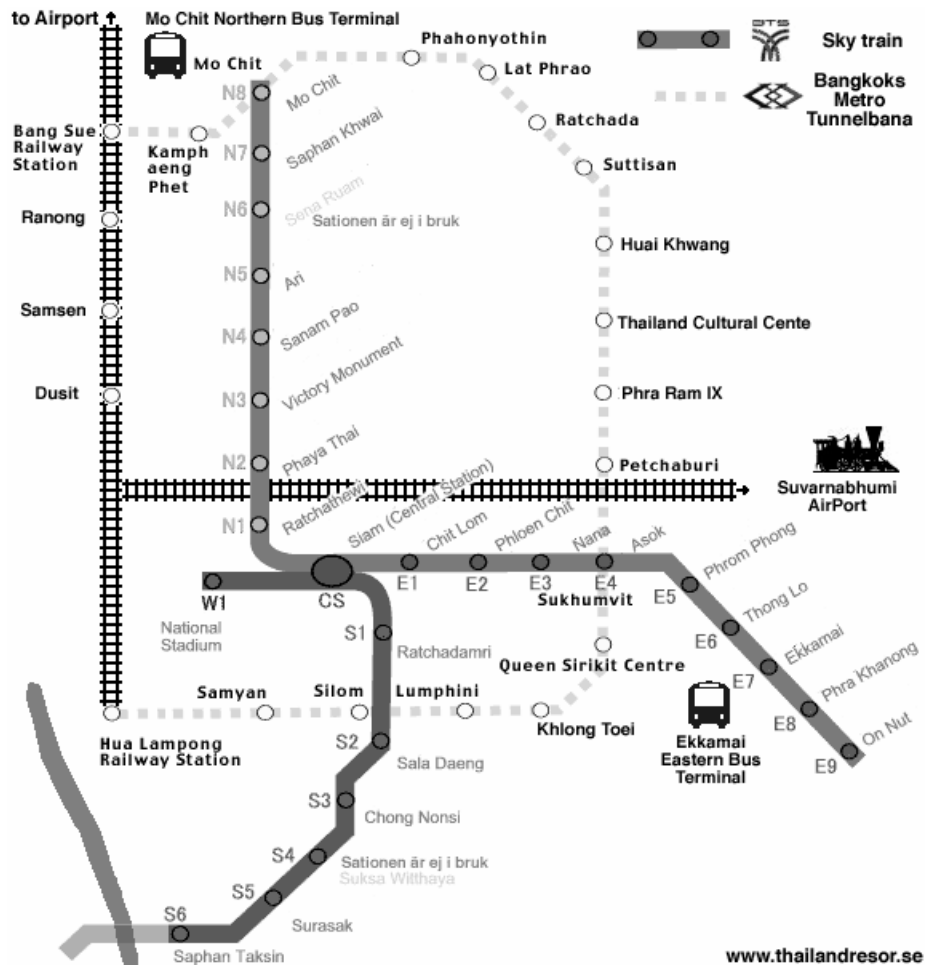 to Airport
Mo Chit Northern Bus Terminal
Mo Chit
Phahonyothin
BTS
Sky train
Lat Phrao
Bangkoks
Metro
Tunnelbana
N8
Mo Chit
Ratchada
Bang Sue
Railway
Station
Kamph
aeng
Phet
N7
Saphan Khwai
Suttisan
Ranong
N6
Sena Ruam
Sationen är ej i bruk
Huai Khwang
N5
Ari
Samsen
N4
Sanam Pao
Thailand Cultural Cente
Dusit
N3
Victory Monument
Phra Ram IX
N2
Phaya Thai
Petchaburi
Suvarnabhumi
AirPort
N1
Ratchathewi
Siam (Central Station)
Chit Lom
Phloen Chit
Nana
Asok
Phrom Phong
W1
CS
E1
E2
E3
E4
E5
Sukhumvit
Thong Lo
National
Stadium
S1
Ratchadamri
E6
Ekkamai
Queen Sirikit Centre
E7
Phra Khanong
Samyan
Silom
Lumphini
E8
Khlong Toei
On Nut
Hua Lampong
Railway Station
S2
Sala Daeng
Ekkamai
Eastern Bus
Terminal
E9
S3
Chong Nonsi
S4
Sationen är ej i bruk
Suksa Witthaya
S5
Surasak
S6
Saphan Taksin
www.thailandresor.se